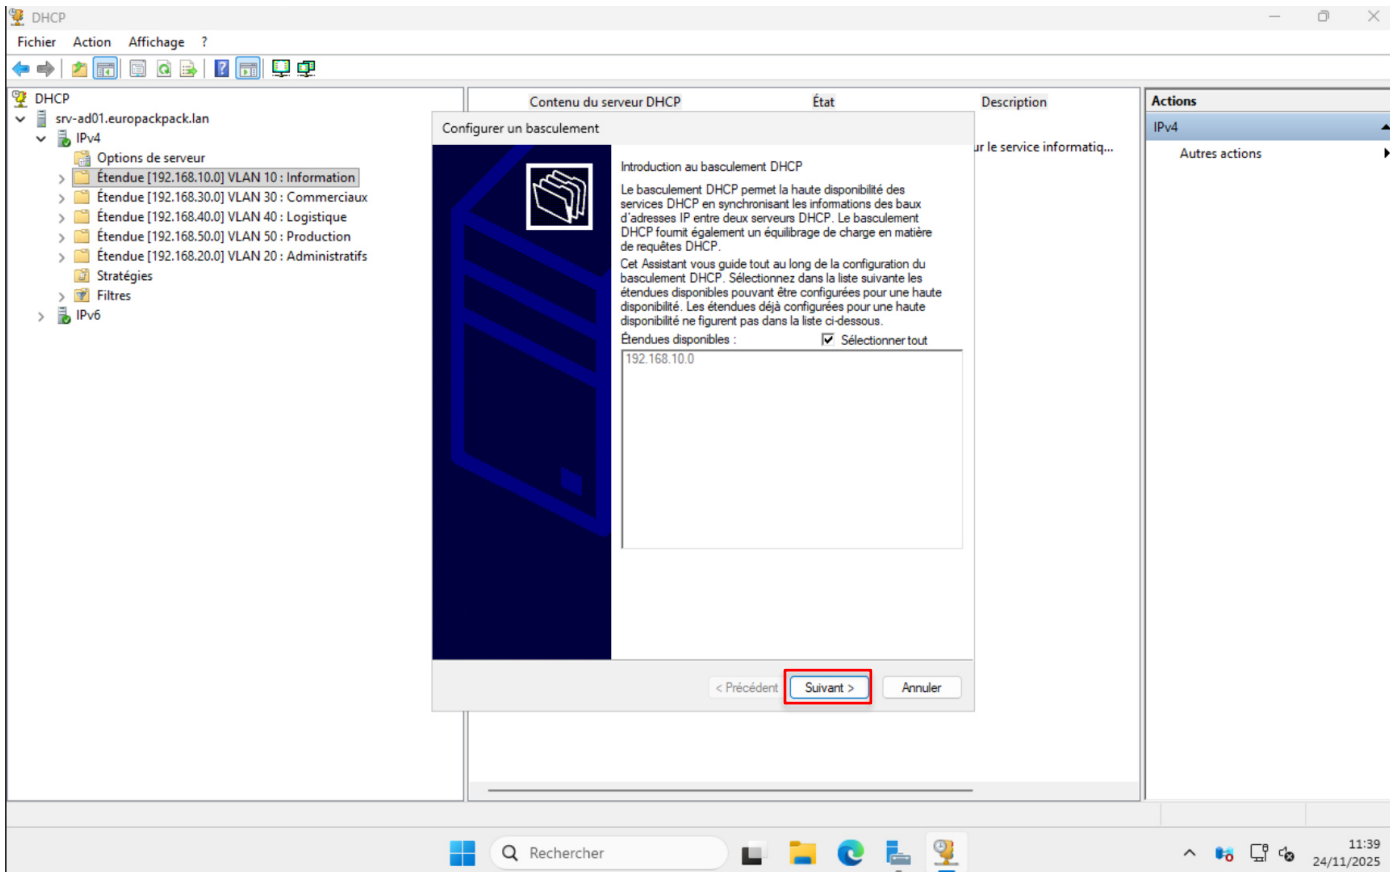 DHCP
Fichier Action Affichage ?
DHCP
srv-ad01.europackpack.lan
IPv4
Options de serveur
Étendue [192.168.10.0] VLAN 10 : Information
Étendue [192.168.30.0] VLAN 30 : Commerciaux
Étendue [192.168.40.0] VLAN 40 : Logistique
Étendue [192.168.50.0] VLAN 50 : Production
Étendue [192.168.20.0] VLAN 20 : Administratifs
Stratégies
Filtres
IPv6
Contenu du serveur DHCP État Description
ur le service informatiq...
Configurer un basculement
Introduction au basculement DHCP
Le basculement DHCP permet la haute disponibilité des
services DHCP en synchronisant les informations des baux
d'adresses IP entre deux serveurs DHCP. Le basculement
DHCP fournit également un équilibrage de charge en matière
de requêtes DHCP.
Cet Assistant vous guide tout au long de la configuration du
basculement DHCP. Sélectionnez dans la liste suivante les
étendues disponibles pouvant être configurées pour une haute
disponibilité. Les étendues déjà configurées pour une haute
disponibilité ne figurent pas dans la liste ci-dessous.
Étendues disponibles : Sélectionner tout
192.168.10.0
< Précédent Suivant > Annuler
Actions
IPv4
Autres actions
Rechercher
11:39
24/11/2025